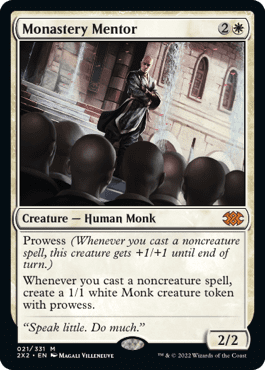 Monastery Mentor 2
Creature — Human Monk
Prowess (Whenever you cast a noncreature
spell, this creature gets +1/+1 until end of
turn.)
Whenever you cast a noncreature spell,
create a 1/1 white Monk creature token
with prowess.
“Speak little. Do much.”
2/2
021/331 M
2X2 • EN Magali Villeneuve
™ & © 2022 Wizards of the Coast